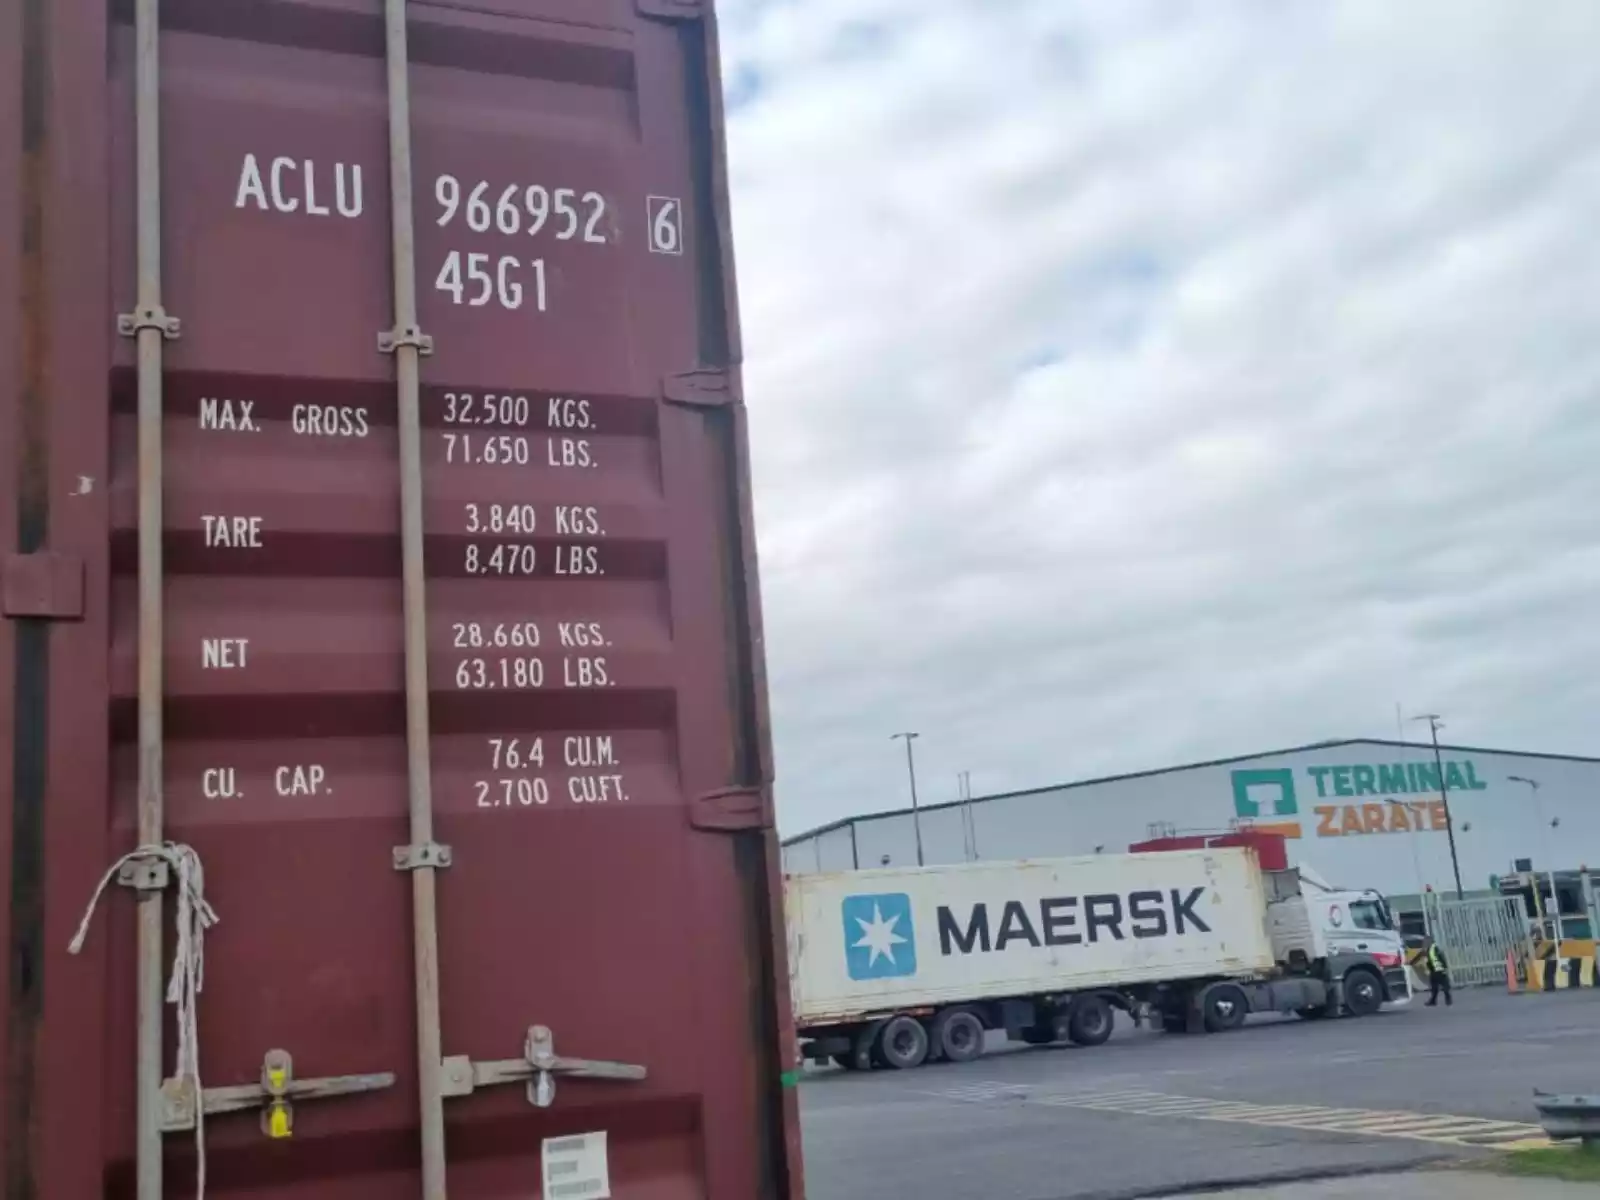 ACLU 966952 6
45G1
MAX. GROSS 32.500 KGS.
71.650 LBS.
TARE 3.840 KGS.
8.470 LBS.
NET 28.660 KGS.
63.180 LBS.
CU. CAP. 76.4 CU.M.
2.700 CU.FT.
TERMINAL
ZARATE
MAERSK